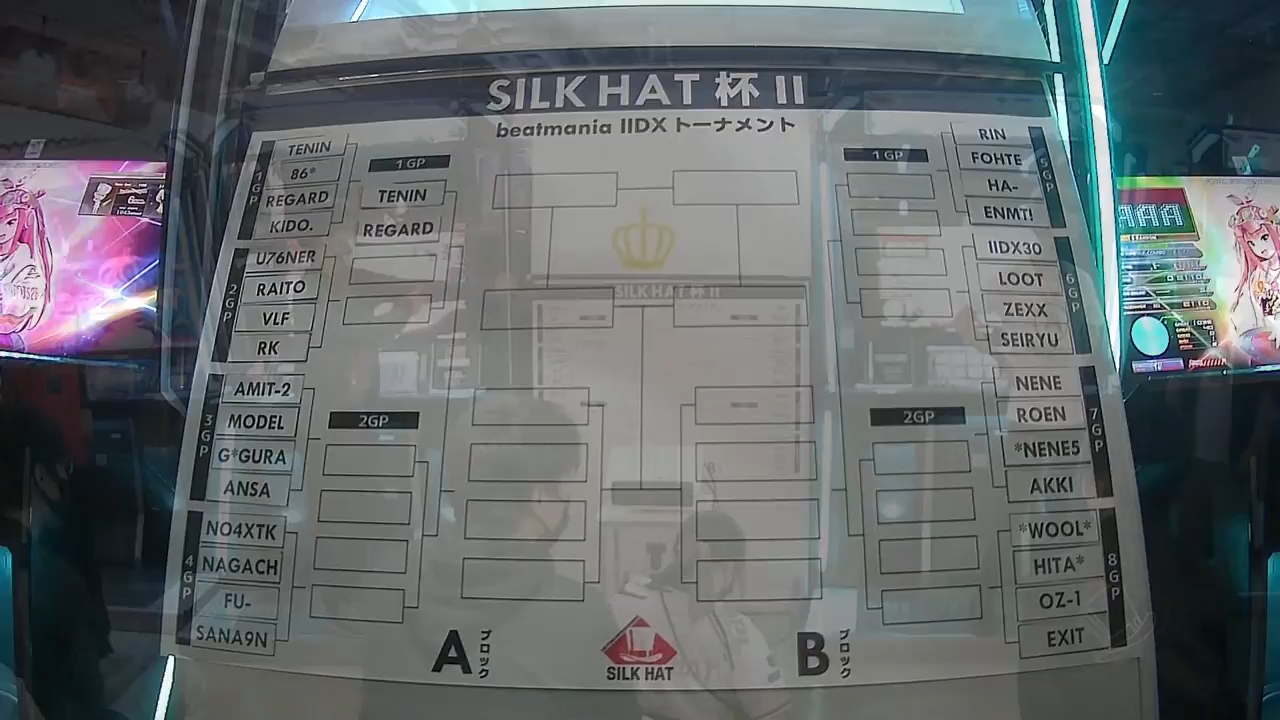 SILK HAT 杯 II
beatmania IIDX トーナメント
1GP
TENIN
86*
REGARD
KIDO.
2GP
U76NER
RAITO
VLF
RK
3GP
AMIT-2
MODEL
G*GURA
ANSA
4GP
NO4XTK
NAGACH
FU-
SANA9N
1GP
TENIN
REGARD
2GP
SILK HAT 杯 II
1GP
2GP
RIN
FOHTE
HA-
ENMT!
5GP
IIDX30
LOOT
ZEXX
SEIRYU
6GP
NENE
ROEN
*NENE5
AKKI
7GP
*WOOL*
HITA*
OZ-1
EXIT
8GP
A ブロック
SILK HAT
B ブロック